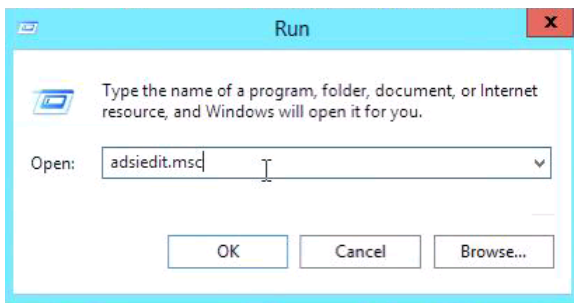 Run
x
Type the name of a program, folder, document, or Internet
resource, and Windows will open it for you.
Open: adsiedit.msc
OK Cancel Browse...